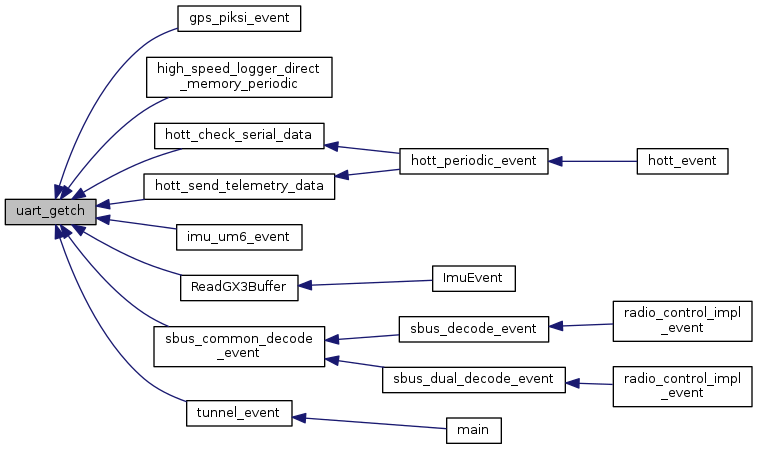 gps_piksi_event
high_speed_logger_direct
_memory_periodic
hott_check_serial_data
hott_periodic_event
hott_event
hott_send_telemetry_data
uart_getch
imu_um6_event
ReadGX3Buffer
ImuEvent
sbus_common_decode
_event
sbus_decode_event
radio_control_impl
_event
sbus_dual_decode_event
radio_control_impl
_event
tunnel_event
main